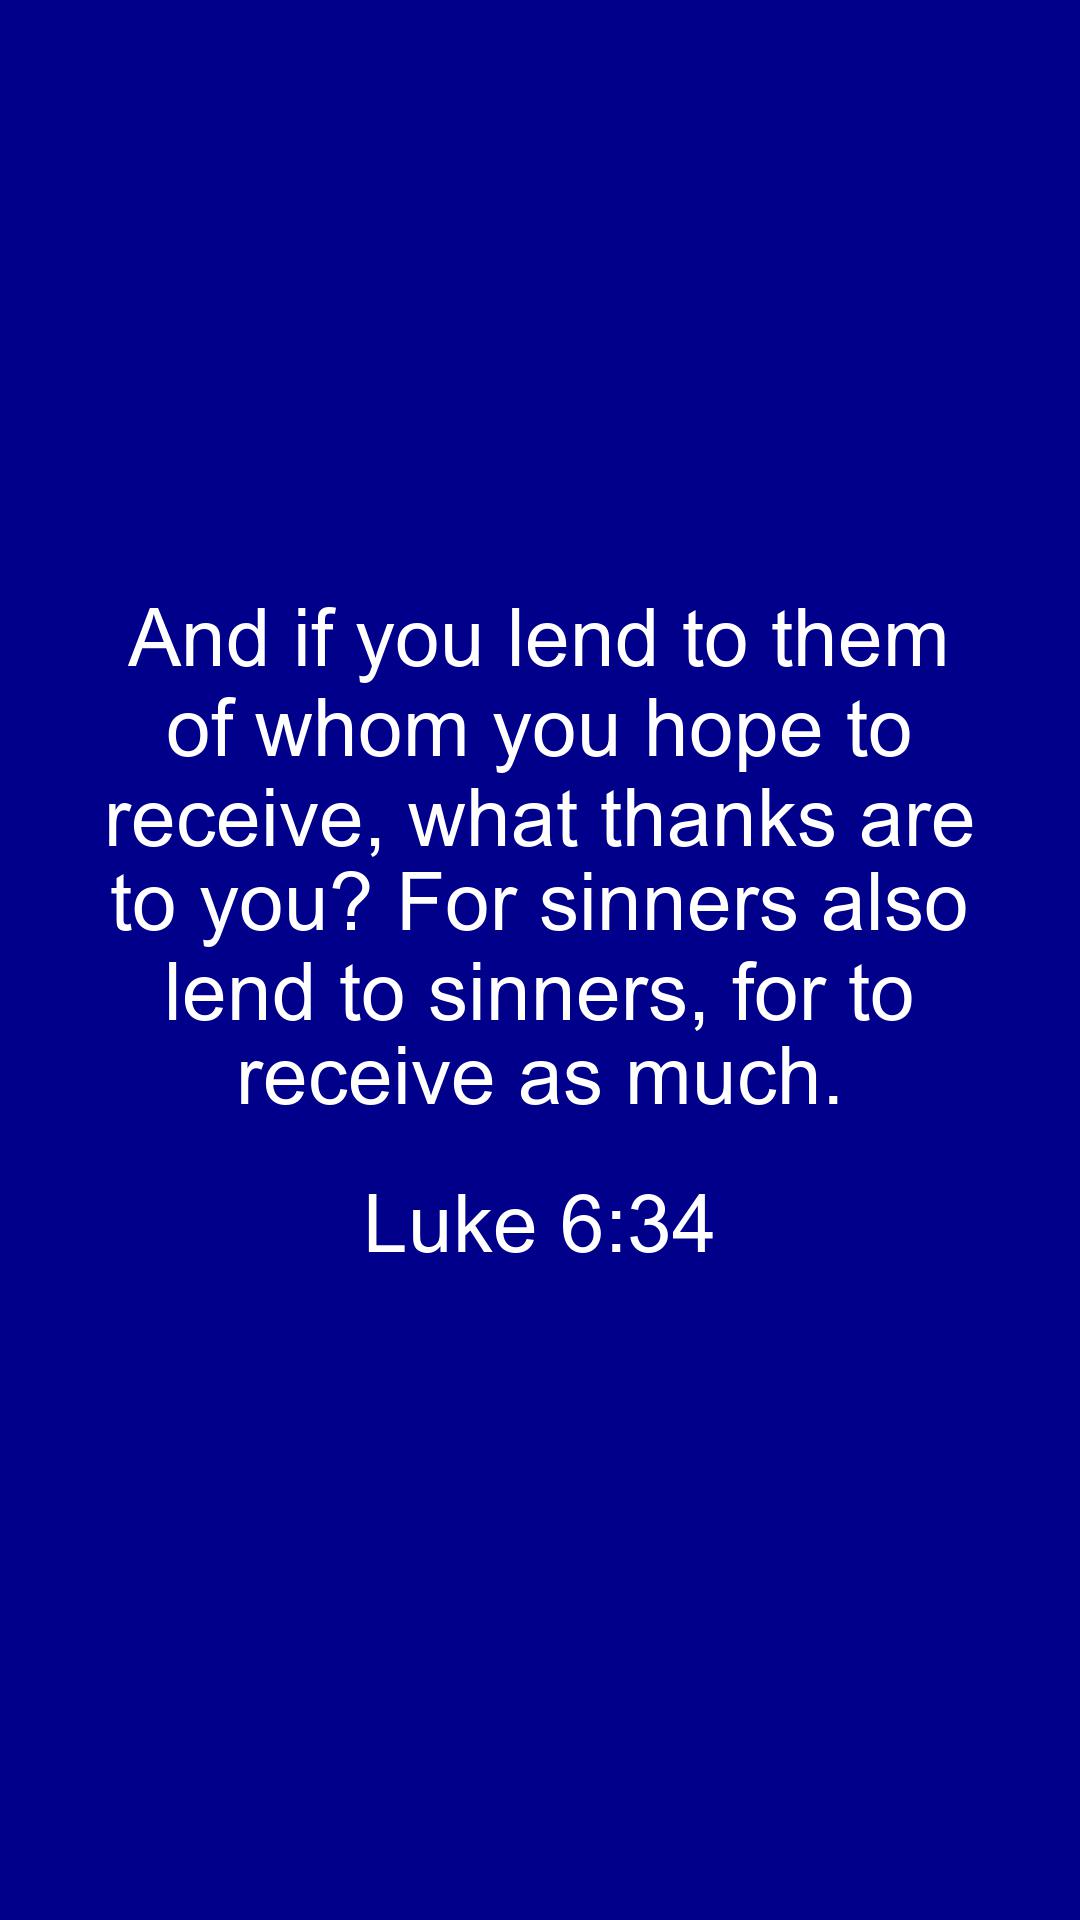 And if you lend to them
of whom you hope to
receive, what thanks are
to you? For sinners also
lend to sinners, for to
receive as much.
Luke 6:34